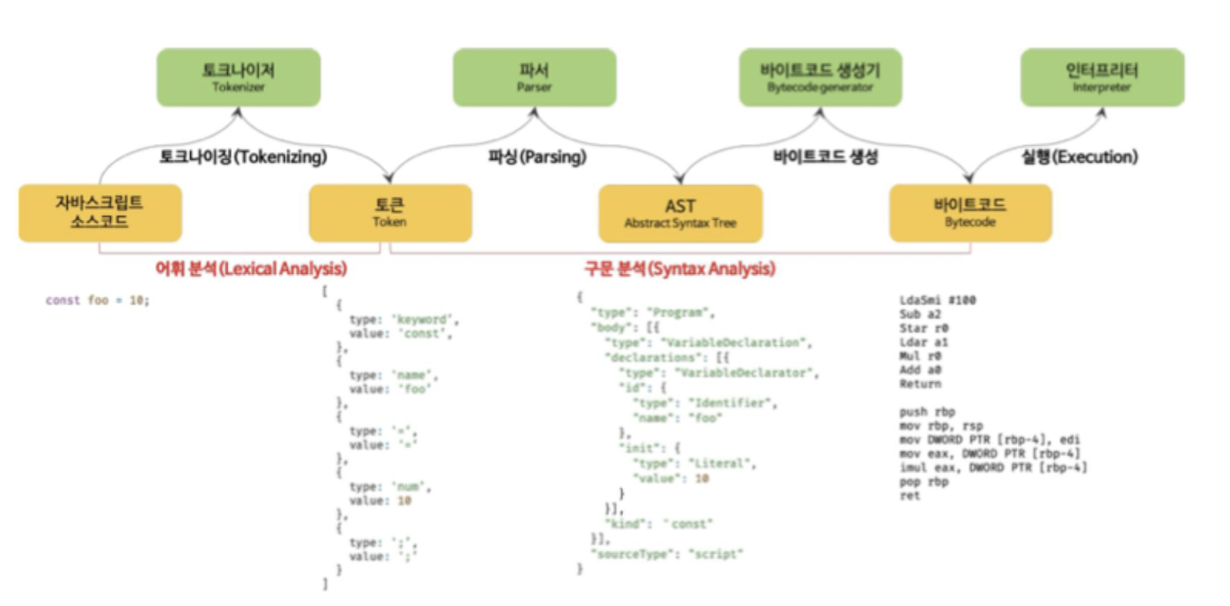 토크나이저
Tokenizer
파서
Parser
바이트코드 생성기
Bytecode generator
인터프리터
Interpreter
토크나이징(Tokenizing)
파싱(Parsing)
바이트코드 생성
실행(Execution)
자바스크립트
소스코드
토큰
Token
AST
Abstract Syntax Tree
바이트코드
Bytecode
어휘 분석(Lexical Analysis)
구문 분석(Syntax Analysis)
const foo = 10;
[
{
type: 'keyword',
value: 'const',
},
{
type: 'name',
value: 'foo'
},
{
type: '=',
value: '='
},
{
type: 'num',
value: 10
},
{
type: ';',
value: ';'
}
]
{
"type": "Program",
"body": [{
"type": "VariableDeclaration",
"declarations": [{
"type": "VariableDeclarator",
"id": {
"type": "Identifier",
"name": "foo"
},
"init": {
"type": "Literal",
"value": 10
}
}],
"kind": "const"
}],
"sourceType": "script"
}
LdaSmi #100
Sub a2
Star r0
Ldar a1
Mul r0
Add a0
Return
push rbp
mov rbp, rsp
mov DWORD PTR [rbp-4], edi
mov eax, DWORD PTR [rbp-4]
imul eax, DWORD PTR [rbp-4]
pop rbp
ret